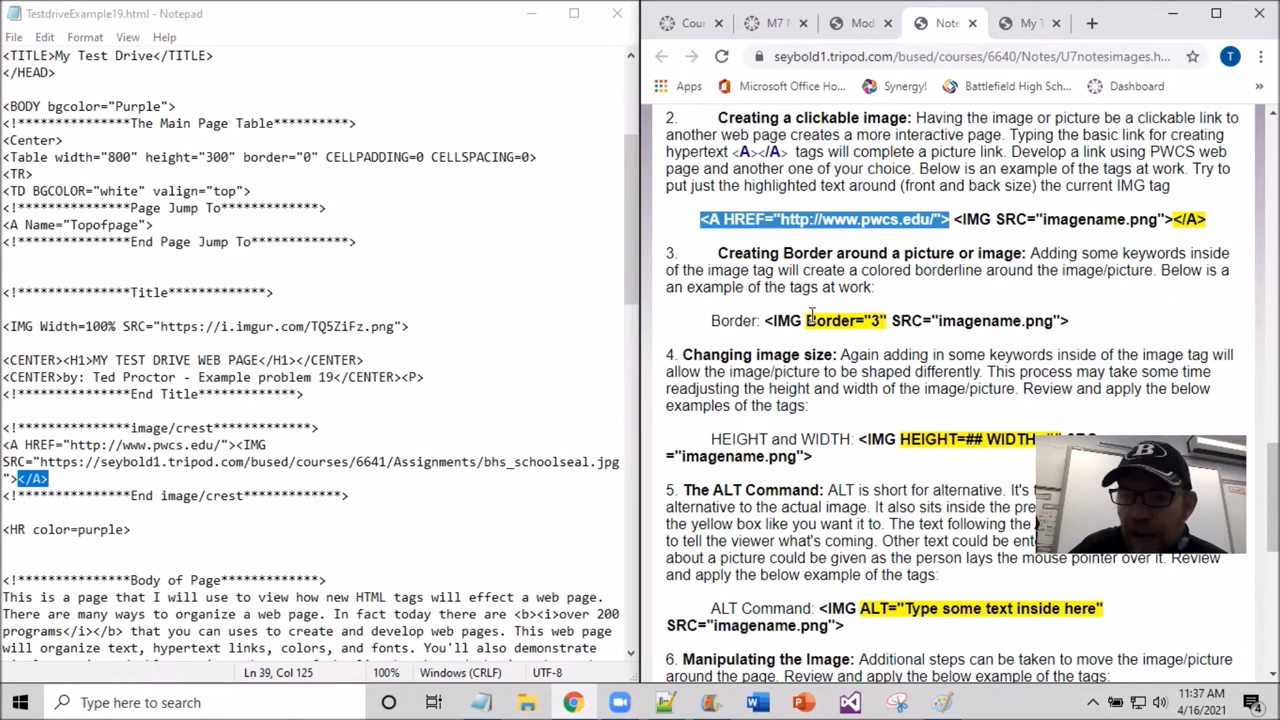 TestdriveExample19.html - Notepad
File Edit Format View Help
<TITLE>My Test Drive</TITLE>
</HEAD>
<BODY bgcolor="Purple">
<!***************The Main Page Table***********>
<Center>
<Table width="800" height="300" border="0" CELLPADDING=0 CELLSPACING=0>
<TR>
<TD BGCOLOR="white" valign="top">
<!***************Page Jump To***************>
<A Name="Topofpage">
<!***************End Page Jump To***************>
<!***************Title***************>
<IMG Width=100% SRC="https://i.imgur.com/TQ5ZiFz.png">
<CENTER><H1>MY TEST DRIVE WEB PAGE</H1></CENTER>
<CENTER>by: Ted Proctor - Example problem 19</CENTER><P>
<!***************End Title***************>
<!***************image/crest***************>
<A HREF="http://www.pwcs.edu/"><IMG
SRC="https://seybold1.tripod.com/bused/courses/6641/Assignments/bhs_schoolseal.jpg
"></A>
<!***************End image/crest***************>
<HR color=purple>
<!***************Body of Page***************>
This is a page that I will use to view how new HTML tags will effect a web page.
There are many ways to organize a web page. In fact today there are <b><i>over 200
programs</i></b> that you can uses to create and develop web pages. This web page
will organize text, hypertext links, colors, and fonts. You'll also demonstrate
Ln 39, Col 125 100% Windows (CRLF) UTF-8
Cour M7 N Mod Note My T
seybold1.tripod.com/bused/courses/6640/Notes/U7notesimages.h...
T
Apps Microsoft Office Ho... Synergy! Battlefield High Sch... Dashboard »
2. Creating a clickable image: Having the image or picture be a clickable link to
another web page creates a more interactive page. Typing the basic link for creating
hypertext <A></A> tags will complete a picture link. Develop a link using PWCS web
page and another one of your choice. Below is an example of the tags at work. Try to
put just the highlighted text around (front and back size) the current IMG tag
<A HREF="http://www.pwcs.edu/"> <IMG SRC="imagename.png"></A>
3. Creating Border around a picture or image: Adding some keywords inside
of the image tag will create a colored borderline around the image/picture. Below is a
an example of the tags at work:
Border: <IMG Border="3" SRC="imagename.png">
4. Changing image size: Again adding in some keywords inside of the image tag will
allow the image/picture to be shaped differently. This process may take some time
readjusting the height and width of the image/picture. Review and apply the below
examples of the tags:
HEIGHT and WIDTH: <IMG HEIGHT=## WIDTH
="imagename.png">
5. The ALT Command: ALT is short for alternative. It's
alternative to the actual image. It also sits inside the
the yellow box like you want it to. The text following the
to tell the viewer what's coming. Other text could be
about a picture could be given as the person lays the mouse pointer over it. Review
and apply the below example of the tags:
ALT Command: <IMG ALT="Type some text inside here"
SRC="imagename.png">
6. Manipulating the Image: Additional steps can be taken to move the image/picture
around the page. Review and apply the below example of the tags:
B
Type here to search
11:37 AM
4/16/2021
4